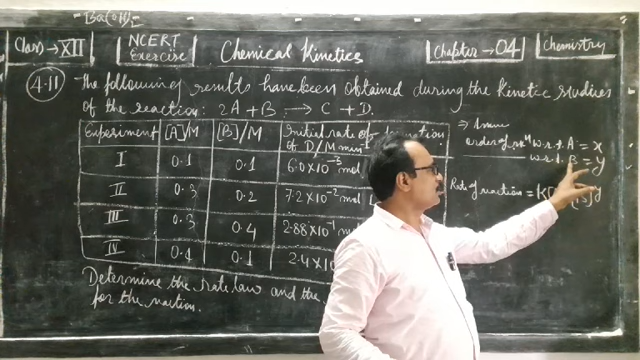 Ba(OH)₂
Class → XII
NCERT Exercise
Chemical Kinetics
Chapter → 04
Chemistry
4.11 The following results have been obtained during the kinetic studies
of the reaction: 2A + B → C + D.
Experiment [A]/M [B]/M Initial rate of formation
of D/M min⁻¹
I 0.1 0.1 6.0×10⁻³ mol
II 0.3 0.2 7.2×10⁻² mol
III 0.3 0.4 2.88×10⁻¹ mol
IV 0.4 0.1 2.4×10
Determine the rate law and the
for the reaction.
⇒
order of w.r.t. A = x
w.r.t. B = y
Rate of reaction = K[ ]y